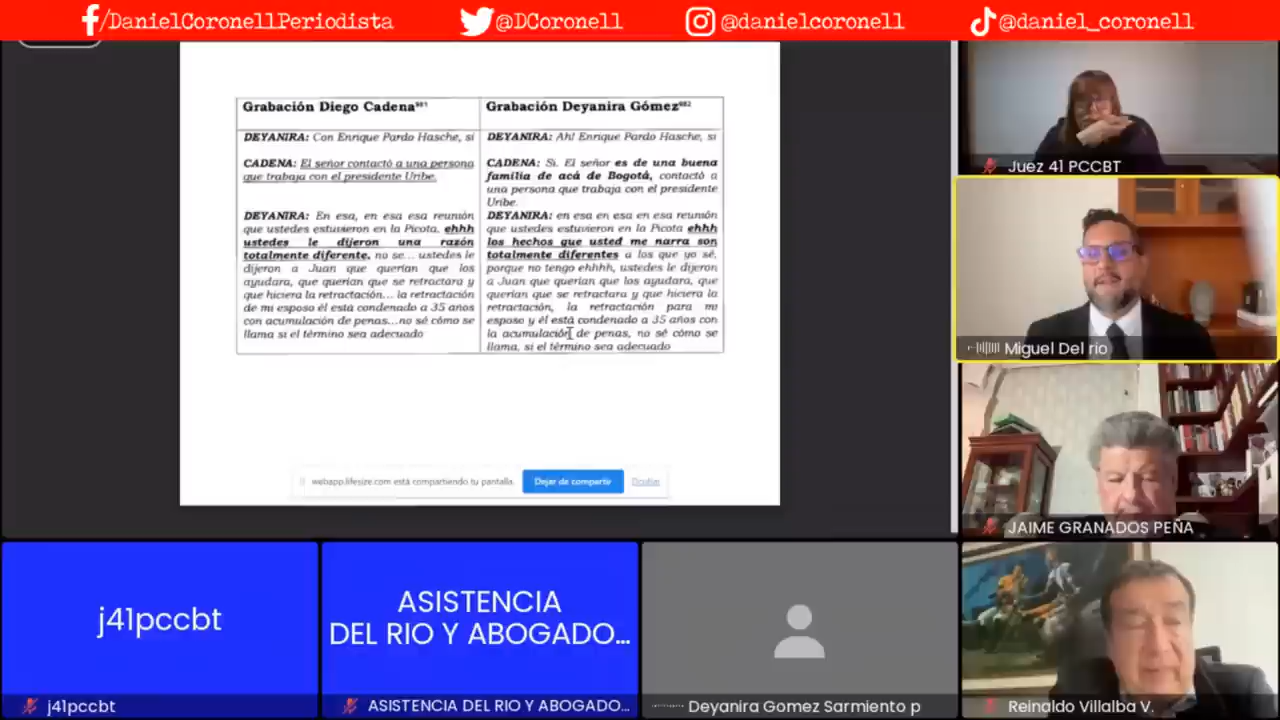 /DanielCoronellPeriodista
@DCoronell
@danielcoronell
@daniel_coronell
Grabación Diego Cadena⁹⁸¹
DEYANIRA: Con Enrique Pardo Hasche, si
CADENA: El señor contactó a una persona
que trabaja con el presidente Uribe.
DEYANIRA: En esa, en esa esa reunión
que ustedes estuvieron en la Picota, ehhh
ustedes le dijeron una razón
totalmente diferente, no se... ustedes le
dijeron a Juan que querían que los
ayudara, que querían que se retractara y
que hiciera la retractación... la retractación
de mi esposo él está condenado a 35 años
con acumulación de penas...no sé cómo se
llama si el término sea adecuado
Grabación Deyanira Gómez⁹⁸²
DEYANIRA: Ah! Enrique Pardo Hasche, si
CADENA: Si. El señor es de una buena
familia de acá de Bogotá, contactó a
una persona que trabaja con el presidente
Uribe.
DEYANIRA: en esa en esa en esa reunión
que ustedes estuvieron en la Picota ehhh
los hechos que usted me narra son
totalmente diferentes a los que yo sé,
porque no tengo ehhhh, ustedes le dijeron
a Juan que querían que los ayudara, que
querían que se retractara y que hiciera la
retractación, la retractación para mi
esposo y él está condenado a 35 años con
la acumulación de penas, no sé cómo se
llama, si el término sea adecuado
webapp.lifesize.com está compartiendo tu pantalla.
Dejar de compartir
Ocultar
Juez 41 PCCBT
Miguel Del rio
JAIME GRANADOS PEÑA
j41pccbt
j41pccbt
ASISTENCIA
DEL RIO Y ABOGADO...
ASISTENCIA DEL RIO Y ABOGADO...
Deyanira Gomez Sarmiento p
Reinaldo Villalba V.